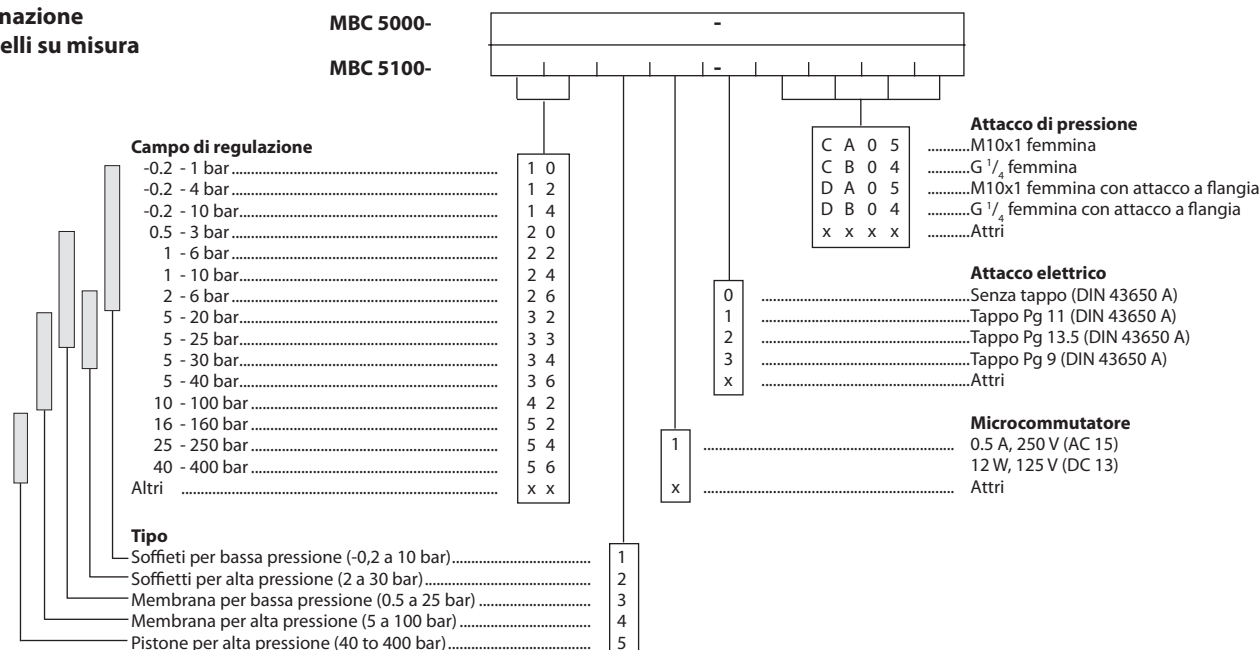 nazione
elli su misura
MBC 5000- -
MBC 5100- -
Campo di regulazione
-0.2 - 1 bar 1 0
-0.2 - 4 bar 1 2
-0.2 - 10 bar 1 4
0.5 - 3 bar 2 0
1 - 6 bar 2 2
1 - 10 bar 2 4
2 - 6 bar 2 6
5 - 20 bar 3 2
5 - 25 bar 3 3
5 - 30 bar 3 4
5 - 40 bar 3 6
10 - 100 bar 4 2
16 - 160 bar 5 2
25 - 250 bar 5 4
40 - 400 bar 5 6
Altri x x
Tipo
Soffieti per bassa pressione (-0,2 a 10 bar) 1
Soffietti per alta pressione (2 a 30 bar) 2
Membrana per bassa pressione (0.5 a 25 bar) 3
Membrana per alta pressione (5 a 100 bar) 4
Pistone per alta pressione (40 to 400 bar) 5
Attacco di pressione
C A 0 5 M10x1 femmina
C B 0 4 G 1/4 femmina
D A 0 5 M10x1 femmina con attacco a flangia
D B 0 4 G 1/4 femmina con attacco a flangia
x x x x Attri
Attacco elettrico
0 Senza tappo (DIN 43650 A)
1 Tappo Pg 11 (DIN 43650 A)
2 Tappo Pg 13.5 (DIN 43650 A)
3 Tappo Pg 9 (DIN 43650 A)
x Attri
Microcommutatore
1 0.5 A, 250 V (AC 15)
12 W, 125 V (DC 13)
x Attri